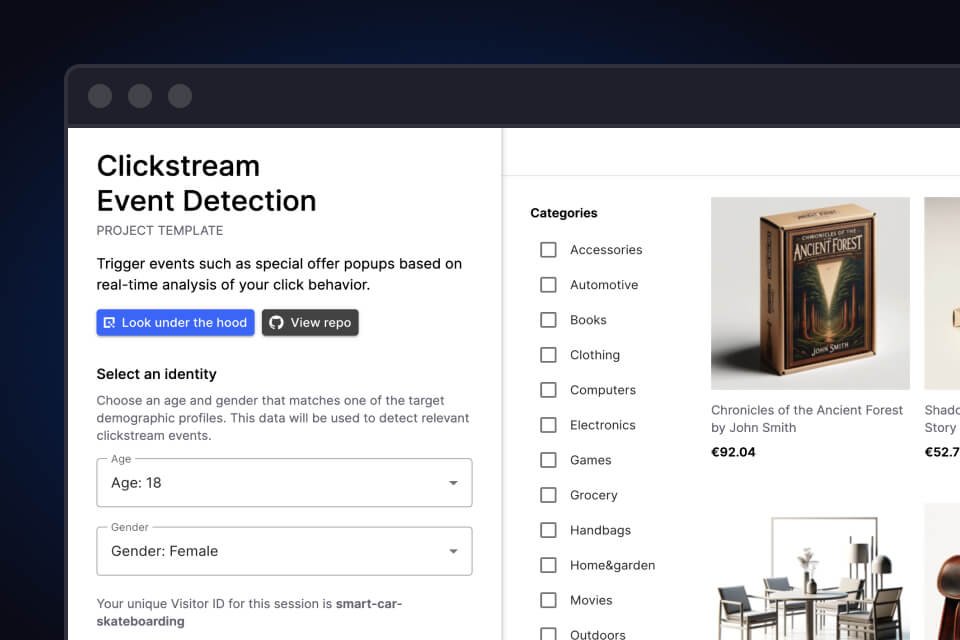 Clickstream
Event Detection
PROJECT TEMPLATE
Trigger events such as special offer popups based on
real-time analysis of your click behavior.
Look under the hood
View repo
Select an identity
Choose an age and gender that matches one of the target
demographic profiles. This data will be used to detect relevant
clickstream events.
Age
Age: 18
Gender
Gender: Female
Your unique Visitor ID for this session is smart-car-
skateboarding
Categories
Accessories
Automotive
Books
Clothing
Computers
Electronics
Games
Grocery
Handbags
Home&garden
Movies
Outdoors
CHRONICLES OF THE
ANCIENT FOREST
JOHN SMITH
Chronicles of the Ancient Forest
by John Smith
€92.04
Shado
Story
€52.7